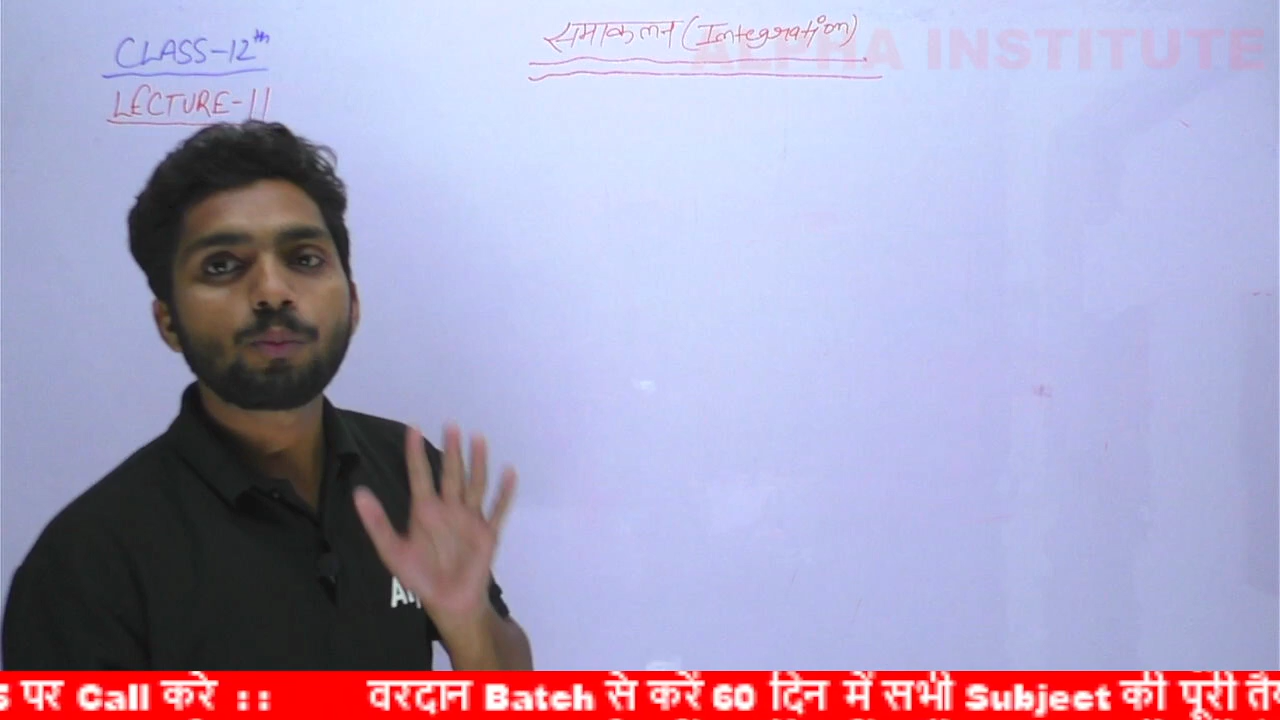 समाकलन (Integration)
ALPHA INSTITUTE
CLASS-12th
LECTURE-11
पर Call करे ::
वरदान Batch से करें 60 दिन में सभी Subject की पूरी